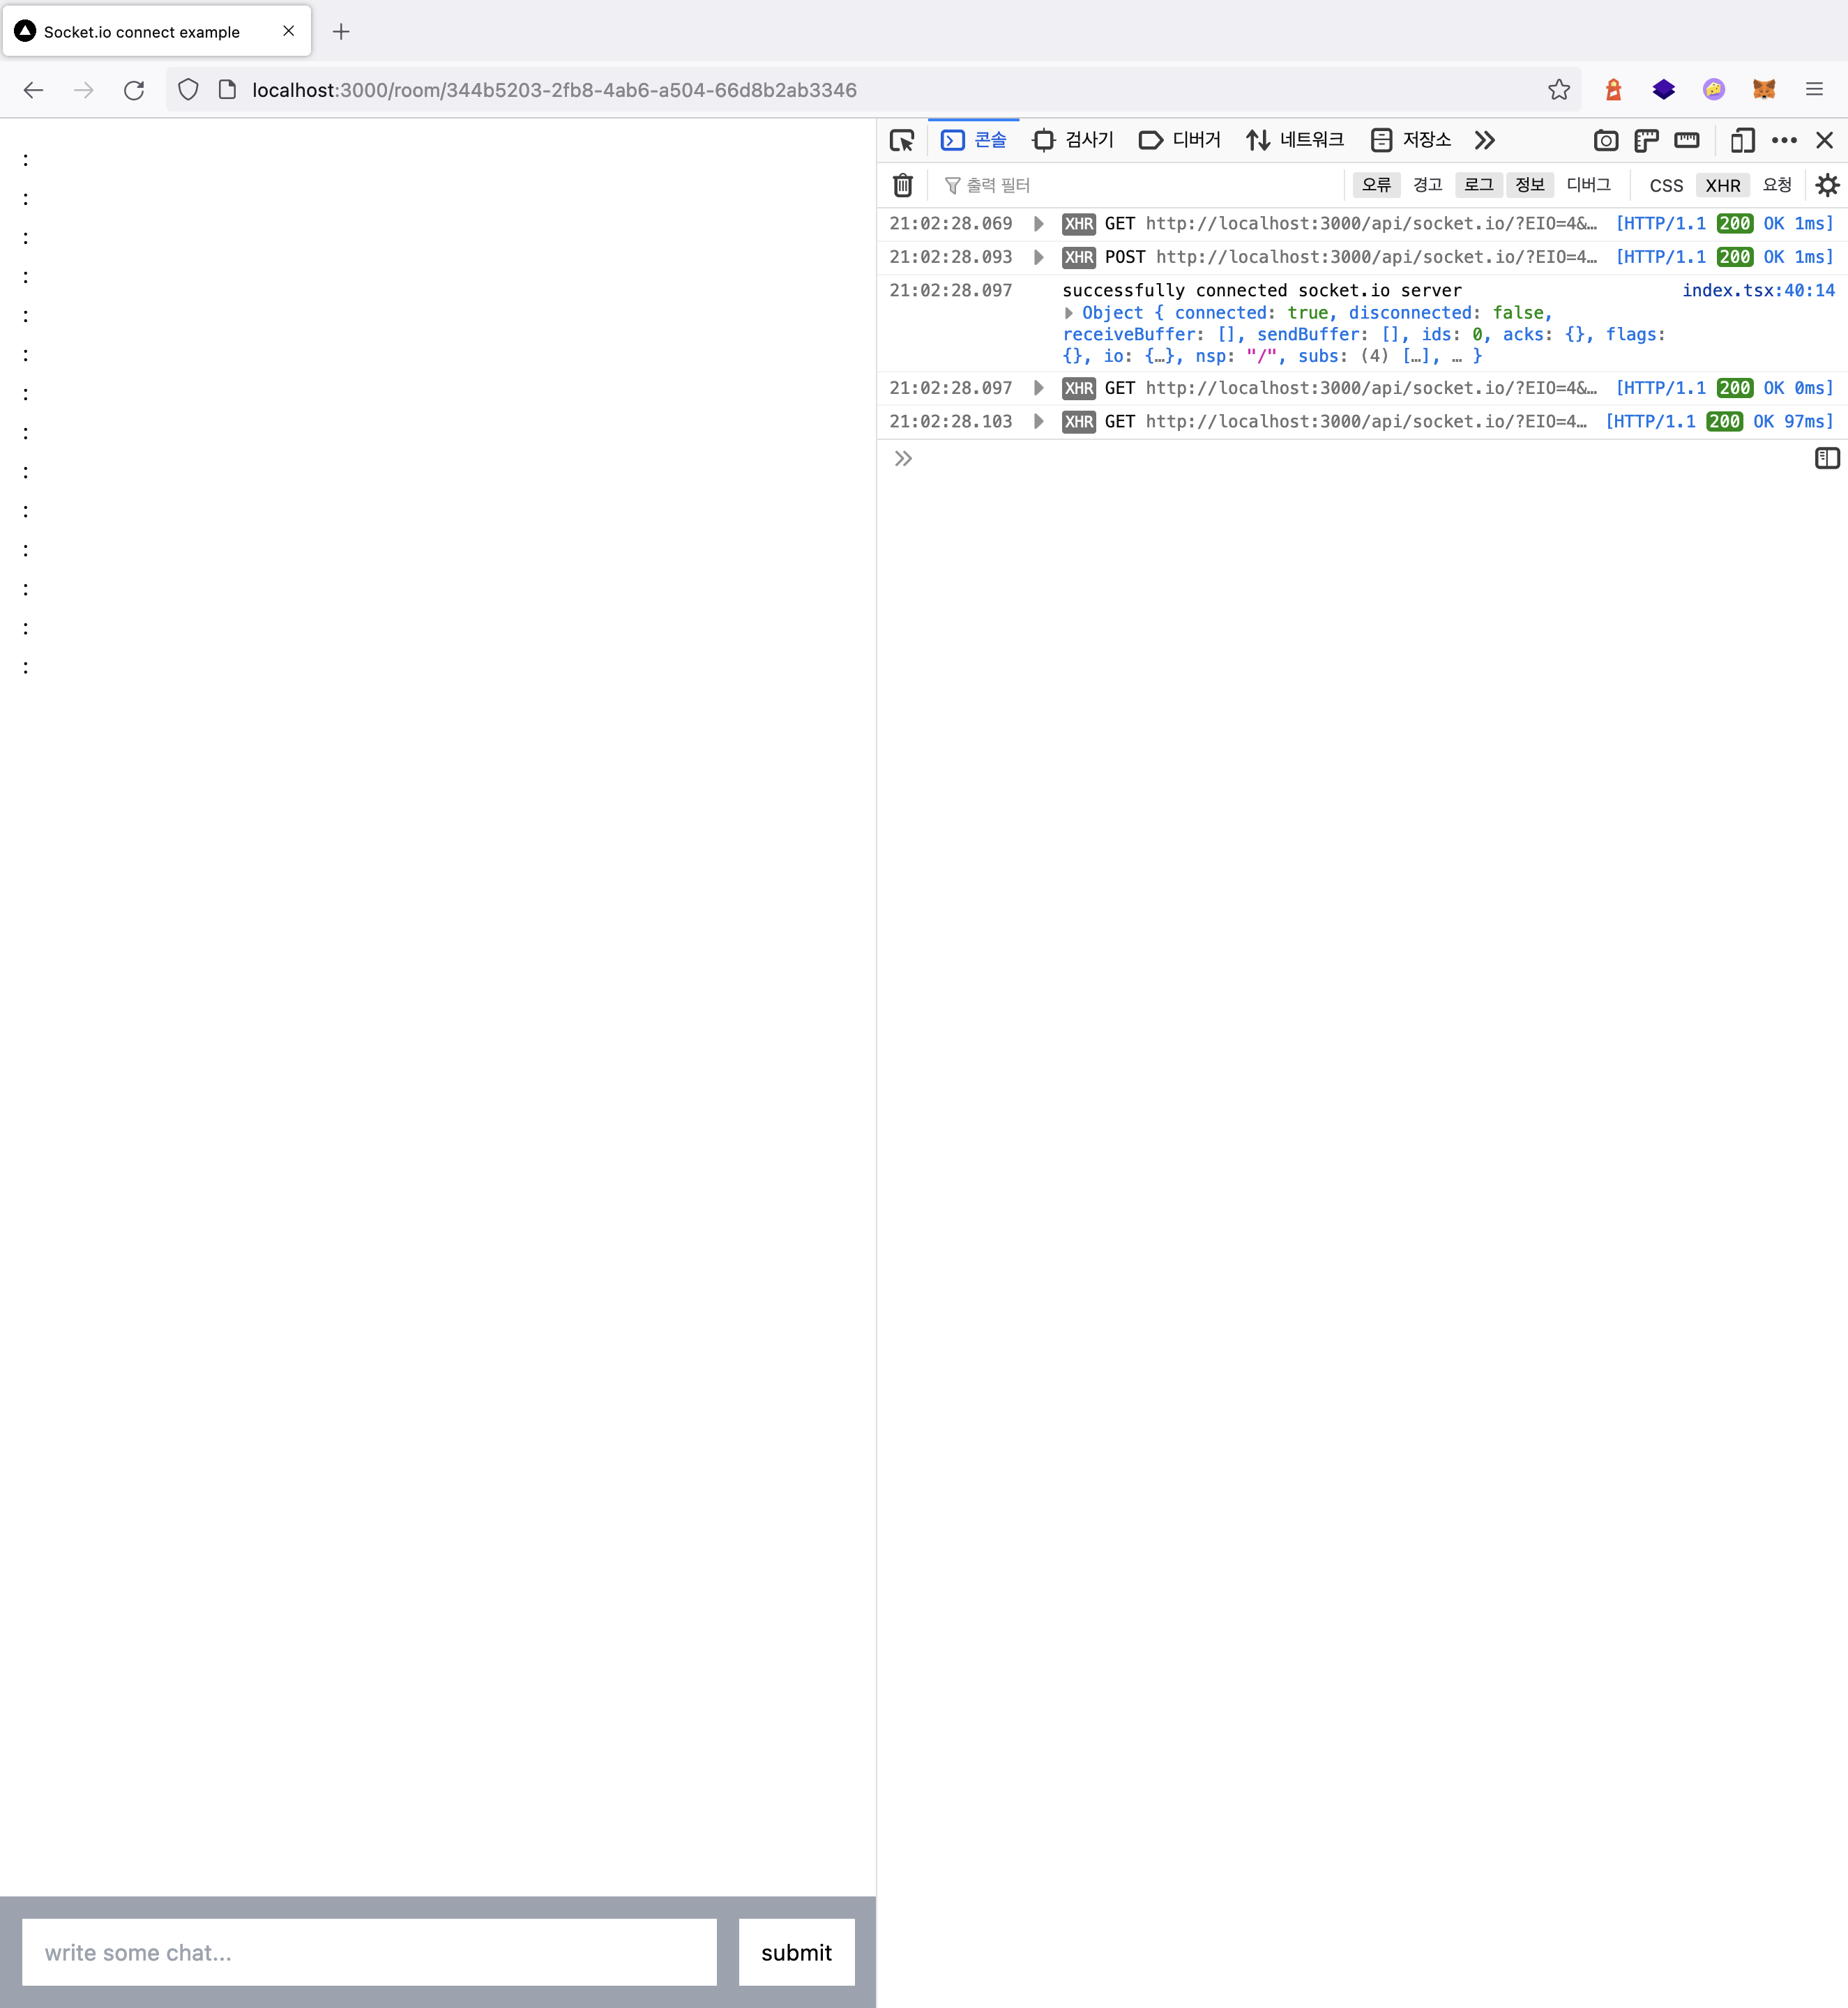 Socket.io connect example
localhost:3000/room/344b5203-2fb8-4ab6-a504-66d8b2ab3346
:
:
:
:
:
:
:
:
:
:
:
:
:
:
write some chat...
submit
콘솔 검사기 디버거 네트워크 저장소
출력 필터 오류 경고 로그 정보 디버그 CSS XHR 요청
21:02:28.069 XHR GET http://localhost:3000/api/socket.io/?EIO=4&… [HTTP/1.1 200 OK 1ms]
21:02:28.093 XHR POST http://localhost:3000/api/socket.io/?EIO=4… [HTTP/1.1 200 OK 1ms]
21:02:28.097 successfully connected socket.io server index.tsx:40:14
Object { connected: true, disconnected: false,
receiveBuffer: [], sendBuffer: [], ids: 0, acks: {}, flags:
{}, io: {…}, nsp: "/", subs: (4) […], … }
21:02:28.097 XHR GET http://localhost:3000/api/socket.io/?EIO=4&… [HTTP/1.1 200 OK 0ms]
21:02:28.103 XHR GET http://localhost:3000/api/socket.io/?EIO=4… [HTTP/1.1 200 OK 97ms]